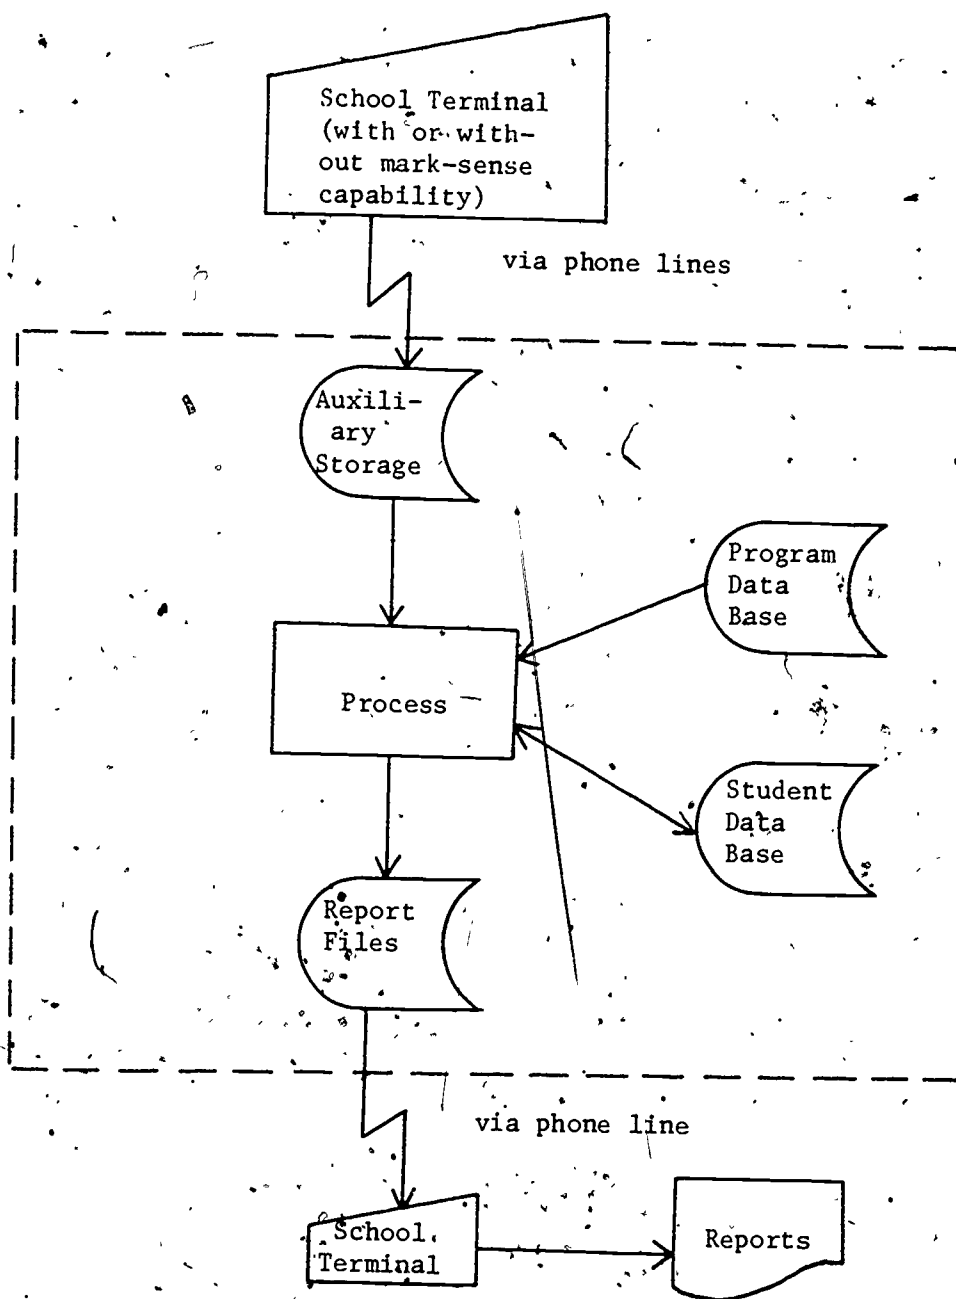 School Terminal
(with or with-
out mark-sense
capability)
via phone lines
Auxili-
ary
Storage
Program
Data
Base
Process
Student
Data
Base
Report
Files
via phone line
School
Terminal
Reports